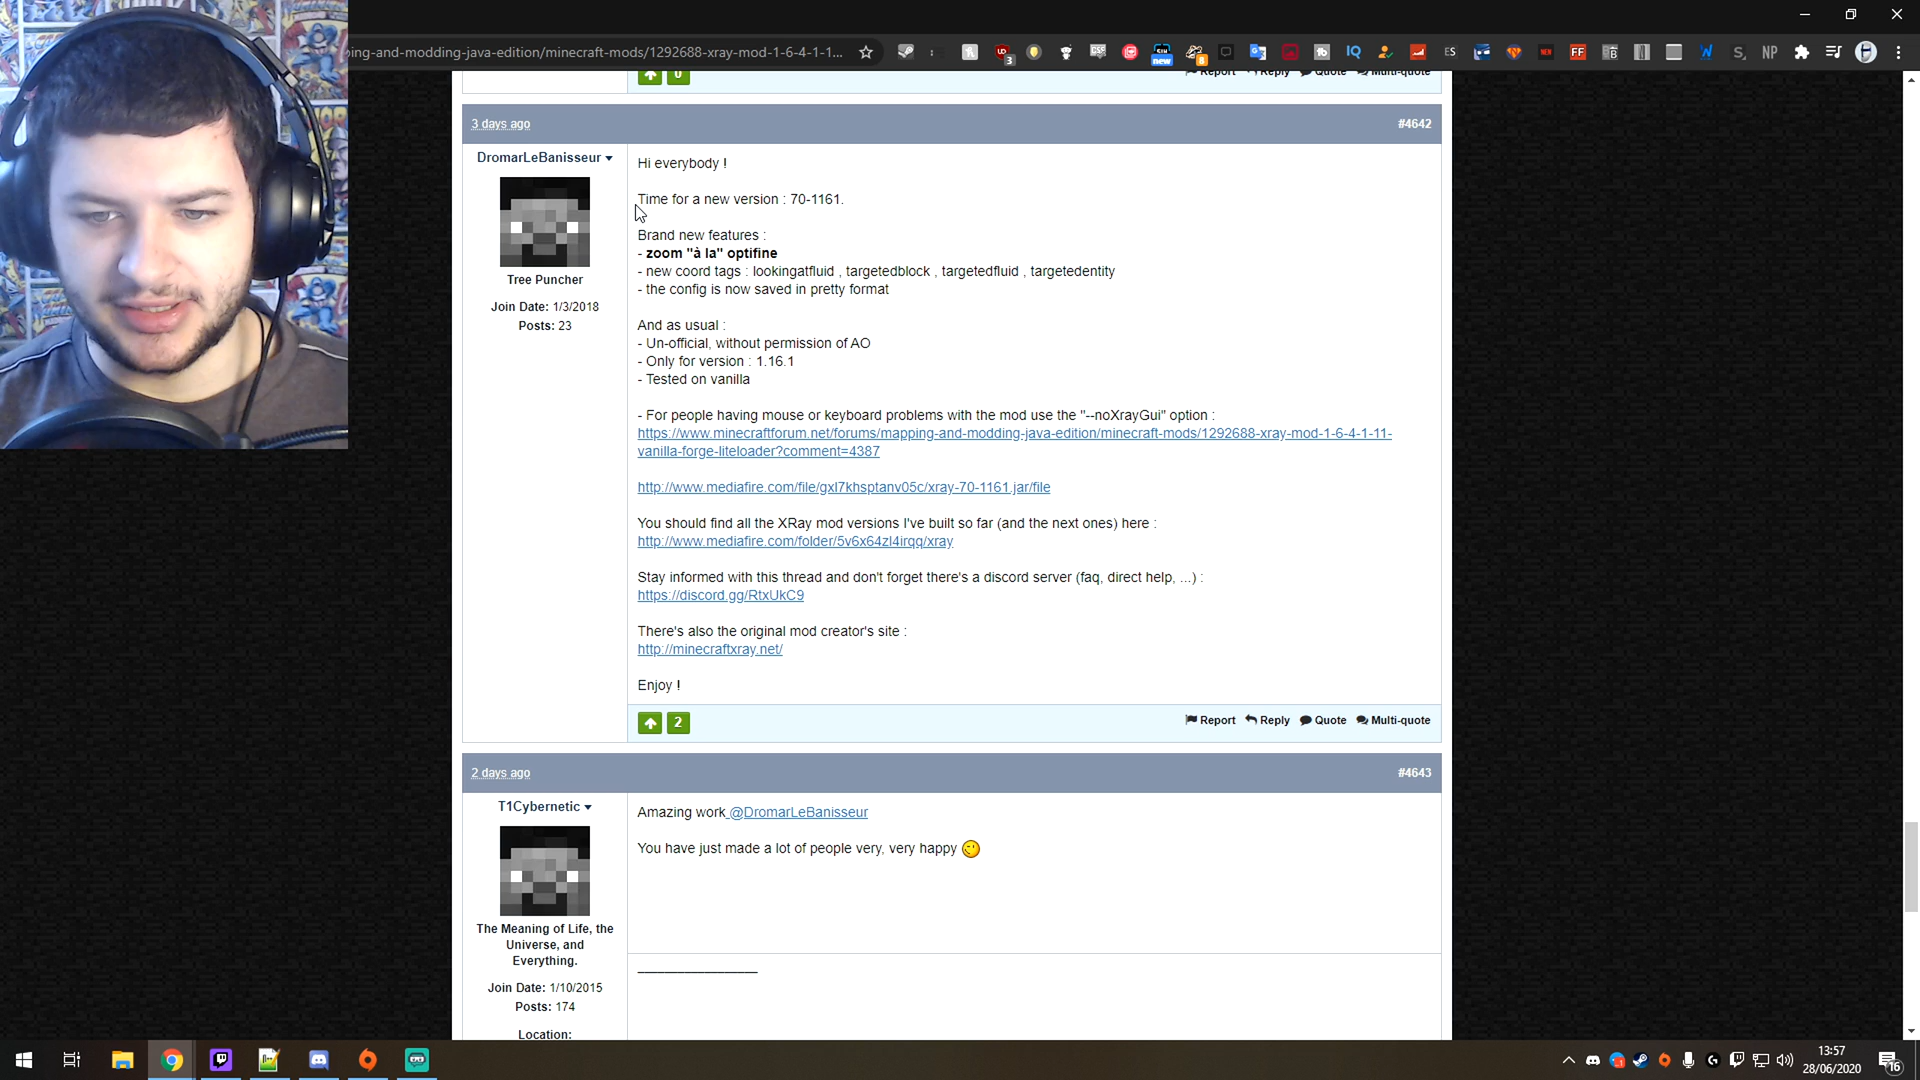 ping-and-modding-java-edition/minecraft-mods/1292688-xray-mod-1-6-4-1-1...
0
Report Reply Quote Multi-quote
3 days ago #4642
DromarLeBanisseur
Tree Puncher
Join Date: 1/3/2018
Posts: 23
Hi everybody !
Time for a new version : 70-1161.
Brand new features :
- zoom "à la" optifine
- new coord tags : lookingatfluid , targetedblock , targetedfluid , targetedentity
- the config is now saved in pretty format
And as usual :
- Un-official, without permission of AO
- Only for version : 1.16.1
- Tested on vanilla
- For people having mouse or keyboard problems with the mod use the "--noXrayGui" option :
https://www.minecraftforum.net/forums/mapping-and-modding-java-edition/minecraft-mods/1292688-xray-mod-1-6-4-1-11-
vanilla-forge-liteloader?comment=4387
http://www.mediafire.com/file/gxl7khsptanv05c/xray-70-1161.jar/file
You should find all the XRay mod versions I've built so far (and the next ones) here :
http://www.mediafire.com/folder/5v6x64zl4irqq/xray
Stay informed with this thread and don't forget there's a discord server (faq, direct help, ...) :
https://discord.gg/RtxUkC9
There's also the original mod creator's site :
http://minecraftxray.net/
Enjoy !
2
Report Reply Quote Multi-quote
2 days ago #4643
T1Cybernetic
The Meaning of Life, the
Universe, and
Everything.
Join Date: 1/10/2015
Posts: 174
Location:
Amazing work @DromarLeBanisseur
You have just made a lot of people very, very happy
13:57
28/06/2020
16